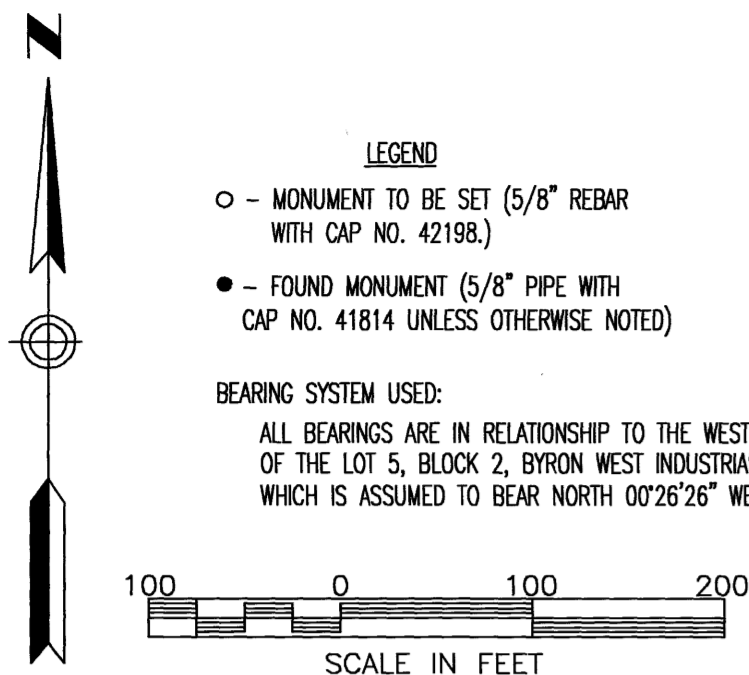 N
LEGEND
○ – MONUMENT TO BE SET (5/8" REBAR
WITH CAP NO. 42198.)
● – FOUND MONUMENT (5/8" PIPE WITH
CAP NO. 41814 UNLESS OTHERWISE NOTED)
BEARING SYSTEM USED:
ALL BEARINGS ARE IN RELATIONSHIP TO THE WEST
OF THE LOT 5, BLOCK 2, BYRON WEST INDUSTRIA
WHICH IS ASSUMED TO BEAR NORTH 00°26'26" WE
100 0 100 200
SCALE IN FEET